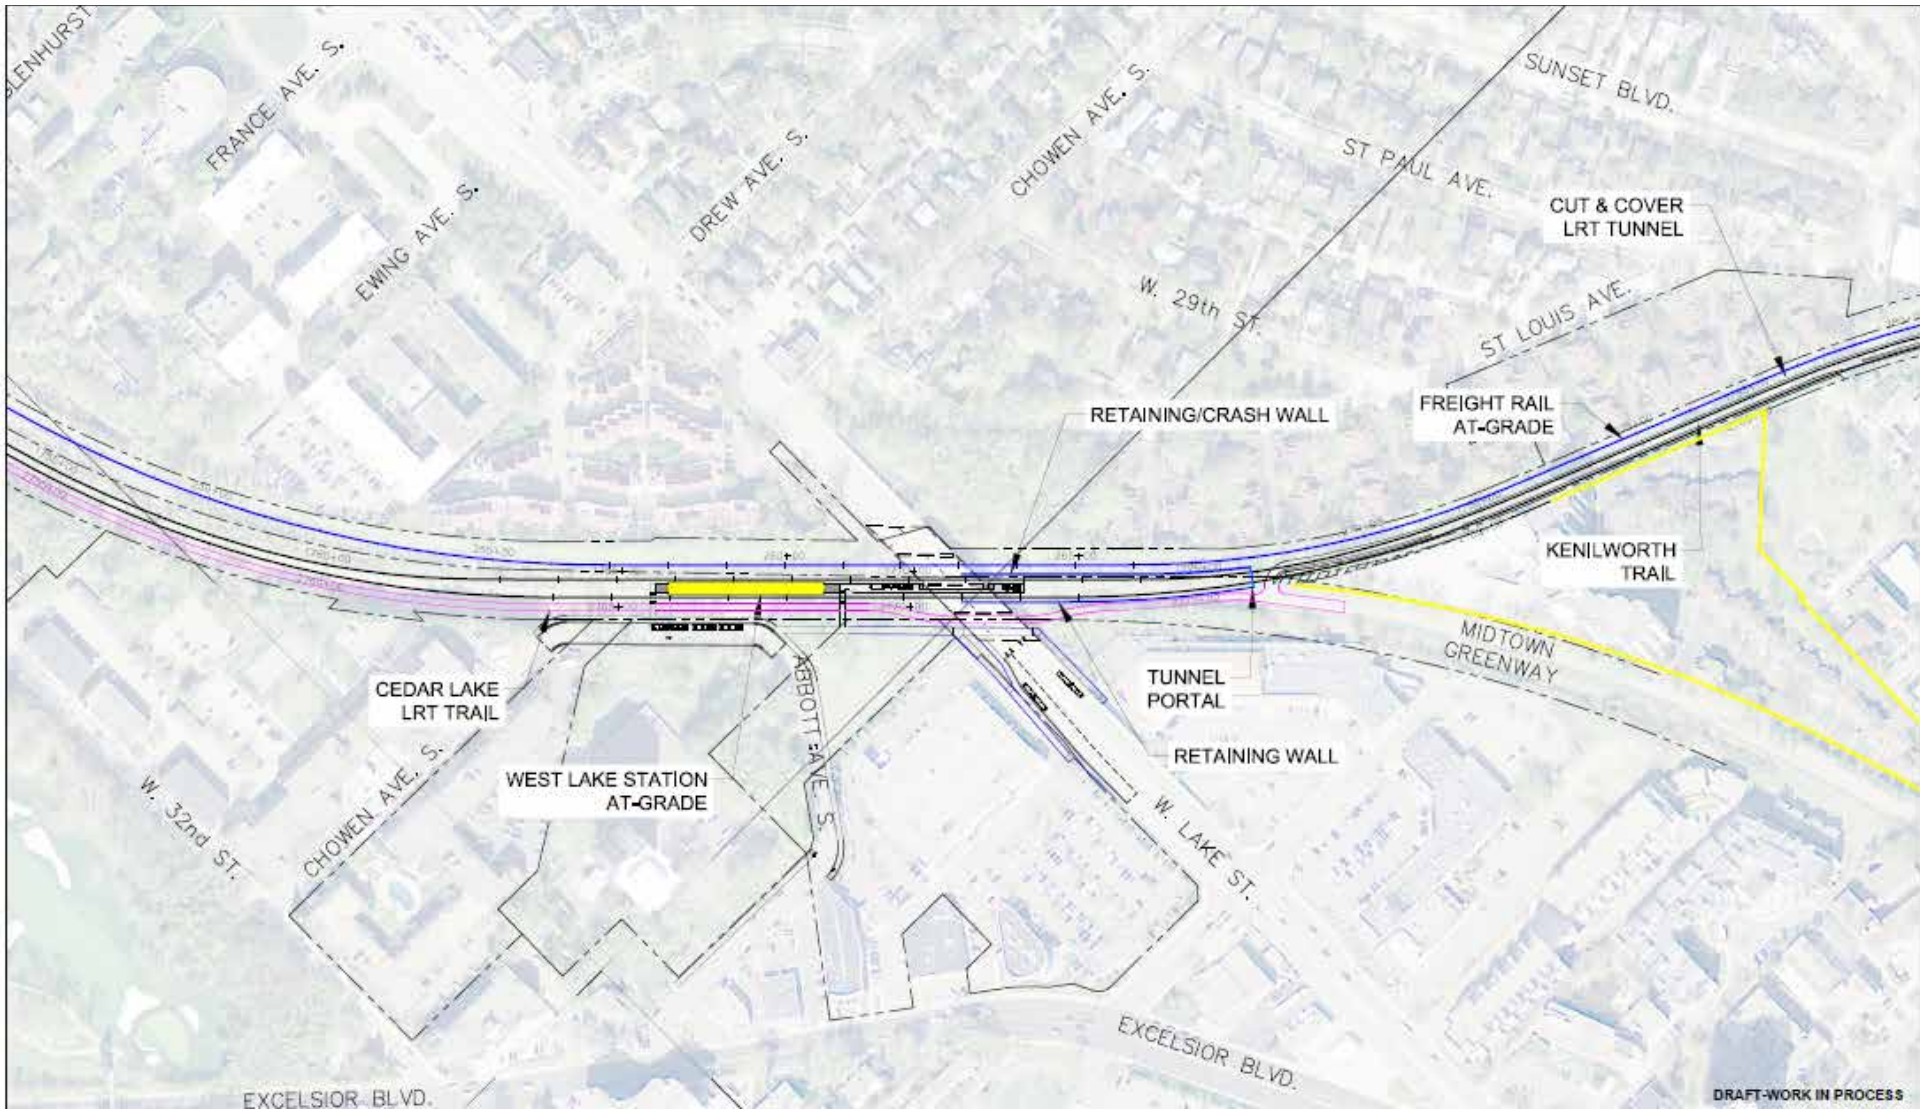 GLENHURST
FRANCE AVE. S.
EWING AVE. S.
DREW AVE. S.
CHOWEN AVE. S.
SUNSET BLVD.
ST PAUL AVE.
CUT & COVER
LRT TUNNEL
W. 29th ST.
ST LOUIS AVE.
RETAINING/CRASH WALL
FREIGHT RAIL
AT-GRADE
KENILWORTH
TRAIL
MIDTOWN
GREENWAY
CEDAR LAKE
LRT TRAIL
ABBOTT AVE. S.
TUNNEL
PORTAL
RETAINING WALL
WEST LAKE STATION
AT-GRADE
W. 32nd ST.
CHOWEN AVE. S.
W. LAKE ST.
EXCELSIOR BLVD.
EXCELSIOR BLVD.
DRAFT-WORK IN PROCESS